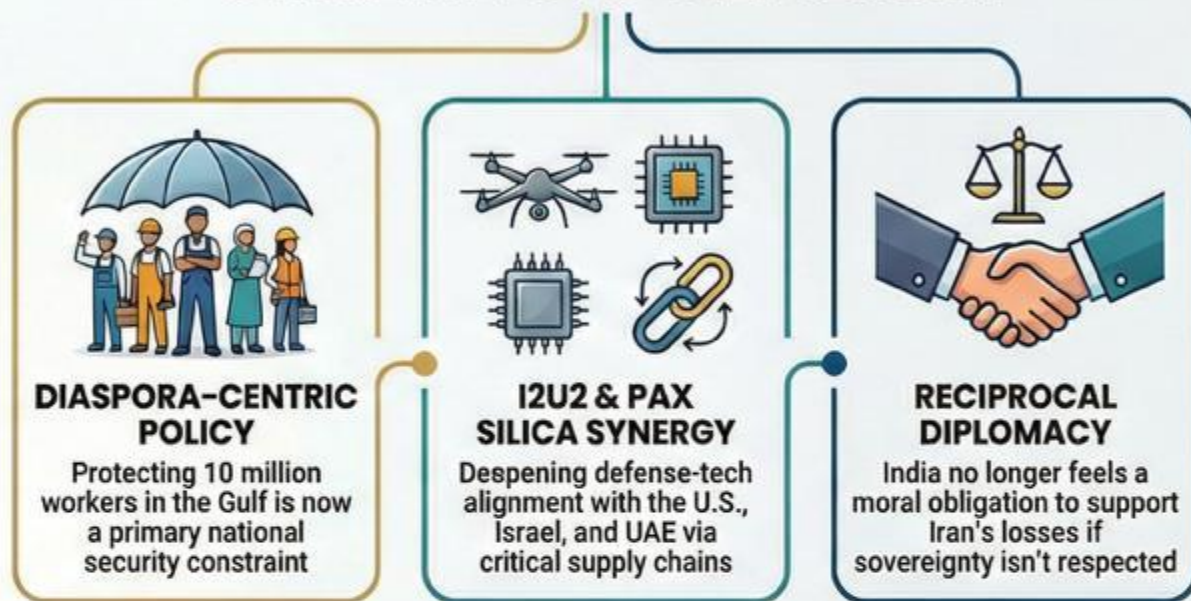 DIASPORA-CENTRIC
POLICY
Protecting 10 million
workers in the Gulf is now
a primary national
security constraint
I2U2 & PAX
SILICA SYNERGY
Despening defense-tech
alignment with the U.S.,
Israel, and UAE via
critical supply chains
RECIPROCAL
DIPLOMACY
India no longer feels a
moral obligation to support
Iran's losses if
sovereignty isn't respected